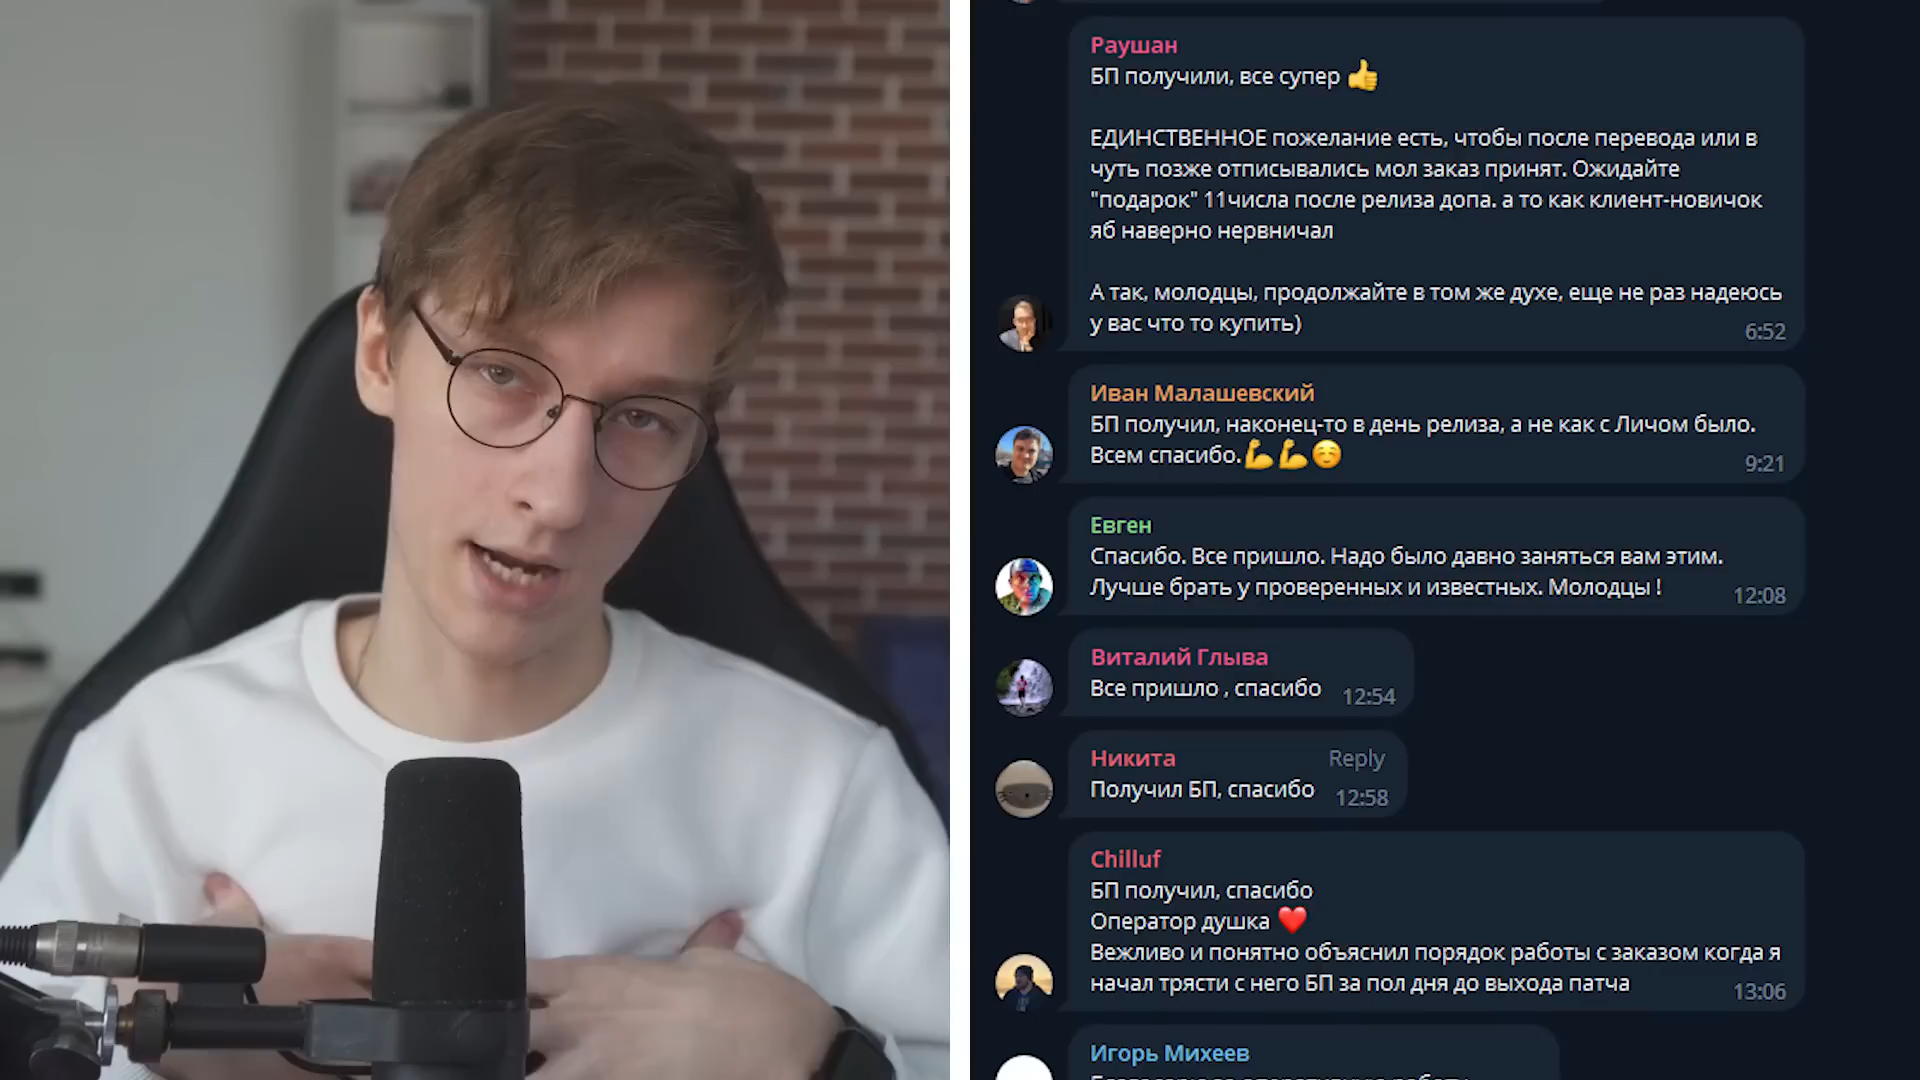 Раушан
БП получили, все супер 👍
ЕДИНСТВЕННОЕ пожелание есть, чтобы после перевода или в
чуть позже отписывались мол заказ принят. Ожидайте
"подарок" 11числа после релиза допа. а то как клиент-новичок
яб наверно нервничал
А так, молодцы, продолжайте в том же духе, еще не раз надеюсь
у вас что то купить)
6:52
Иван Малашевский
БП получил, наконец-то в день релиза, а не как с Личом было.
Всем спасибо.💪💪☺️
9:21
Евген
Спасибо. Все пришло. Надо было давно заняться вам этим.
Лучше брать у проверенных и известных. Молодцы !
12:08
Виталий Глыва
Все пришло , спасибо
12:54
Никита Reply
Получил БП, спасибо
12:58
Chilluf
БП получил, спасибо
Оператор душка ❤️
Вежливо и понятно объяснил порядок работы с заказом когда я
начал трясти с него БП за пол дня до выхода патча
13:06
Игорь Михеев